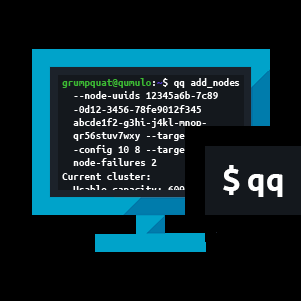 grumpquat@qumulo:~$ qq add_nodes
--node-uuids 12345a6b-7c89
-0d12-3456-78fe9012f345
abcde1f2-g3hi-j4kl-mnop-
qr56stuv7wxy --targe
-config 10 8 --targe
node-failures 2
Current cluster:
Usable capacity: 600
$ qq